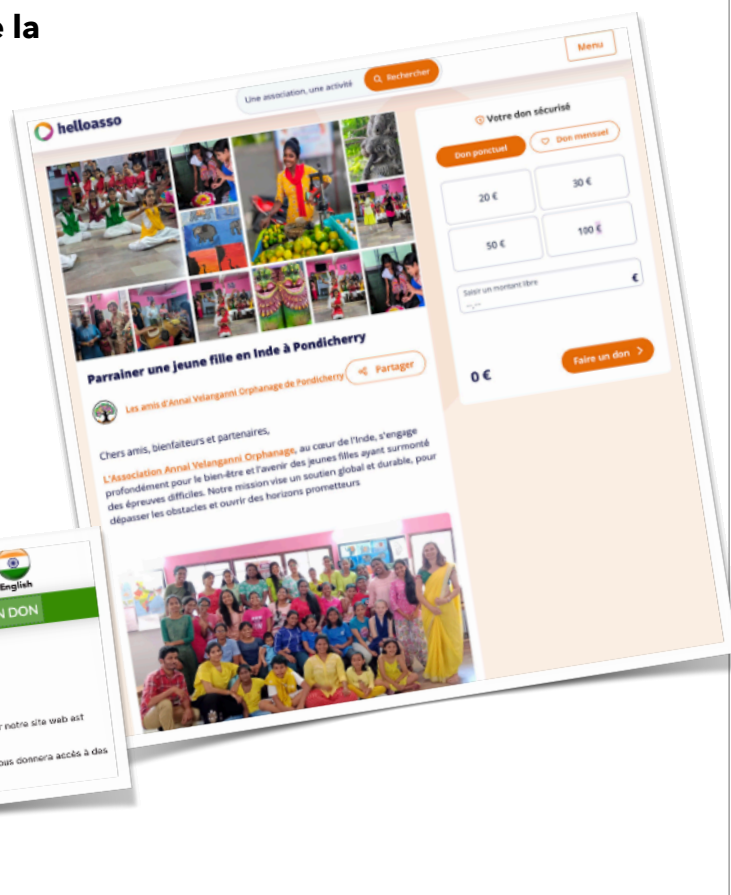 e la
helloasso
Une association, une activité
Rechercher
Menu
Votre don sécurisé
Don ponctuel
Don mensuel
20 €
30 €
50 €
100 €
Saisir un montant libre
--,--
€
0 €
Faire un don
Parrainer une jeune fille en Inde à Pondicherry
Les amis d'Annai Velanganni Orphanage de Pondicherry
Partager
Chers amis, bienfaiteurs et partenaires,
L'Association Annai Velanganni Orphanage, au cœur de l'Inde, s'engage
profondément pour le bien-être et l'avenir des jeunes filles ayant surmonté
des épreuves difficiles. Notre mission vise un soutien global et durable, pour
dépasser les obstacles et ouvrir des horizons prometteurs
English
N DON
r notre site web est
ous donnera accès à des